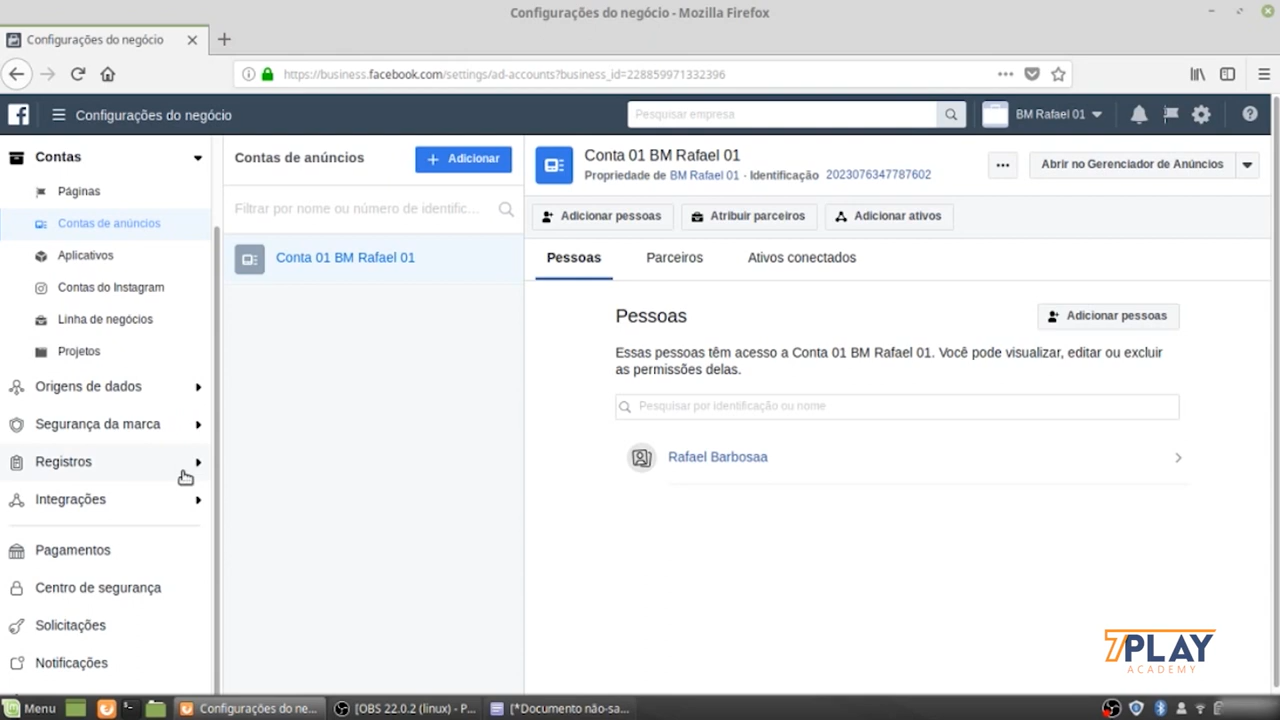 Configurações do negócio - Mozilla Firefox
Configurações do negócio
https://business.facebook.com/settings/ad-accounts?business_id=228859971332396
Configurações do negócio
Pesquisar empresa
BM Rafael 01
Contas
Páginas
Contas de anúncios
Aplicativos
Contas do Instagram
Linha de negócios
Projetos
Origens de dados
Segurança da marca
Registros
Integrações
Pagamentos
Centro de segurança
Solicitações
Notificações
Contas de anúncios
+ Adicionar
Filtrar por nome ou número de identific...
Conta 01 BM Rafael 01
Conta 01 BM Rafael 01
Propriedade de BM Rafael 01 · Identificação 2023076347787602
Abrir no Gerenciador de Anúncios
Adicionar pessoas
Atribuir parceiros
Adicionar ativos
Pessoas
Parceiros
Ativos conectados
Pessoas
Adicionar pessoas
Essas pessoas têm acesso a Conta 01 BM Rafael 01. Você pode visualizar, editar ou excluir
as permissões delas.
Pesquisar por identificação ou nome
Rafael Barbosaa
7PLAY
ACADEMY
Menu
Configurações do ne...
[OBS 22.0.2 (linux) - P...
[*Documento não-sa...